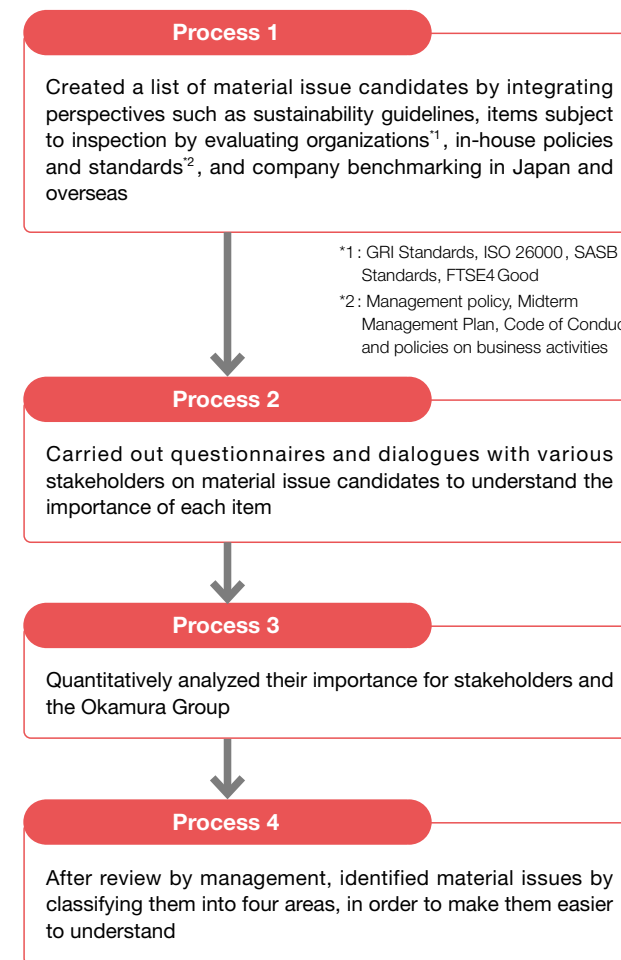 Process 1
Created a list of material issue candidates by integrating
perspectives such as sustainability guidelines, items subject
to inspection by evaluating organizations*1, in-house policies
and standards*2, and company benchmarking in Japan and
overseas
*1: GRI Standards, ISO 26000, SASB
Standards, FTSE4Good
*2: Management policy, Midterm
Management Plan, Code of Conduc
and policies on business activities
Process 2
Carried out questionnaires and dialogues with various
stakeholders on material issue candidates to understand the
importance of each item
Process 3
Quantitatively analyzed their importance for stakeholders and
the Okamura Group
Process 4
After review by management, identified material issues by
classifying them into four areas, in order to make them easier
to understand